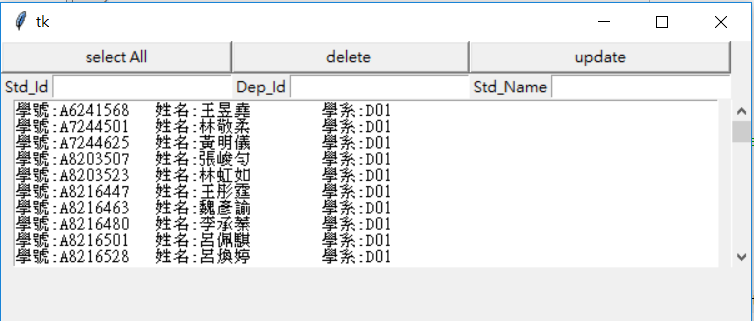 tk
select All delete update
Std_Id Dep_Id Std_Name
學號:A6241568 姓名:王昱堯 學系:D01
學號:A7244501 姓名:林敬柔 學系:D01
學號:A7244625 姓名:黃明儀 學系:D01
學號:A8203507 姓名:張峻勻 學系:D01
學號:A8203523 姓名:林虹如 學系:D01
學號:A8216447 姓名:王彤霆 學系:D01
學號:A8216463 姓名:魏彥諭 學系:D01
學號:A8216480 姓名:李承 學系:D01
學號:A8216501 姓名:呂佩騏 學系:D01
學號:A8216528 姓名:呂煥婷 學系:D01